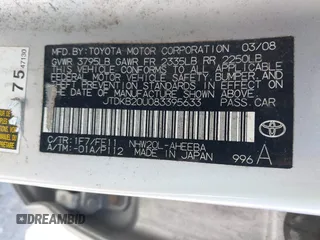 75
47130
MFD. BY: TOYOTA MOTOR CORPORATION 03/08
GVWR 3795LB GAWR FR 2335LB RR 2250LB
THIS VEHICLE CONFORMS TO ALL APPLICABLE
FEDERAL MOTOR VEHICLE SAFETY, BUMPER, AND
THEFT PREVENTION STANDARDS IN EFFECT ON
THE DATE OF MANUFACTURE SHOWN ABOVE.
JTDKB20U083395633 PASS. CAR
C/TR: 1F7/FE11 NHW20L-AHEEBA
A/TM: -01A/P112 MADE IN JAPAN
996 A
DREAMBID